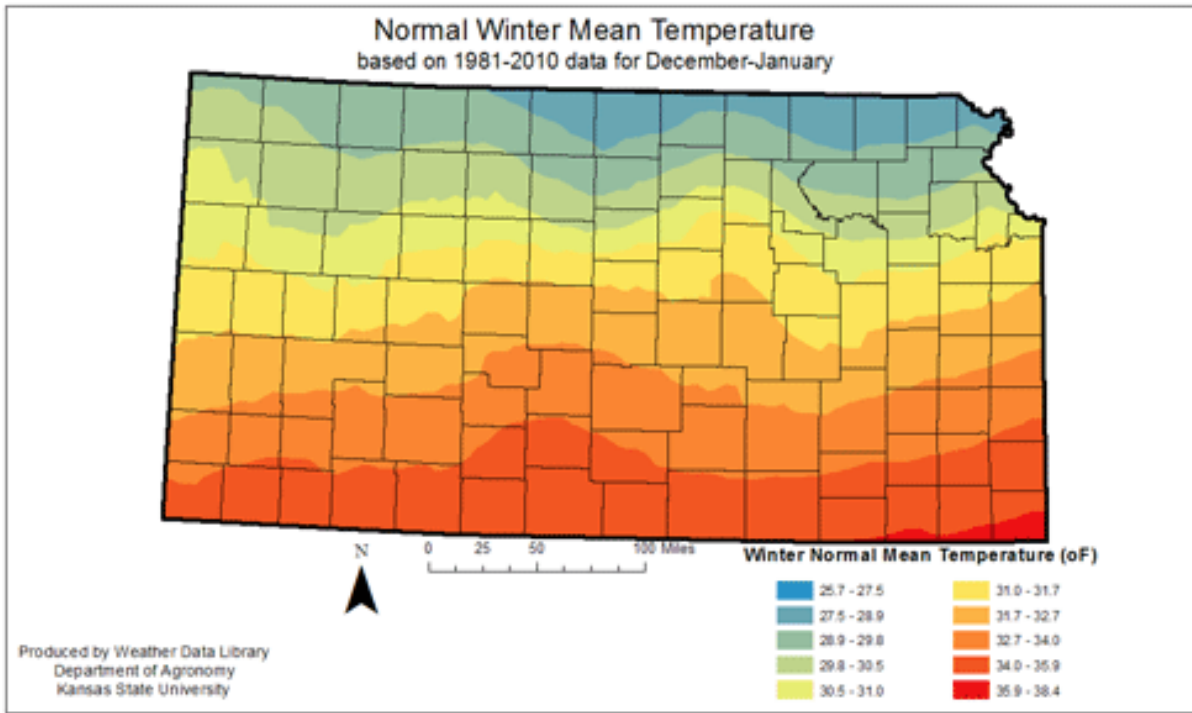 Normal Winter Mean Temperature
based on 1981-2010 data for December-January
N
0 25 50 100 Miles
Winter Normal Mean Temperature (oF)
25.7 - 27.5
27.5 - 28.9
28.9 - 29.8
29.8 - 30.5
30.5 - 31.0
31.0 - 31.7
31.7 - 32.7
32.7 - 34.0
34.0 - 35.9
35.9 - 38.4
Produced by Weather Data Library
Department of Agronomy
Kansas State University